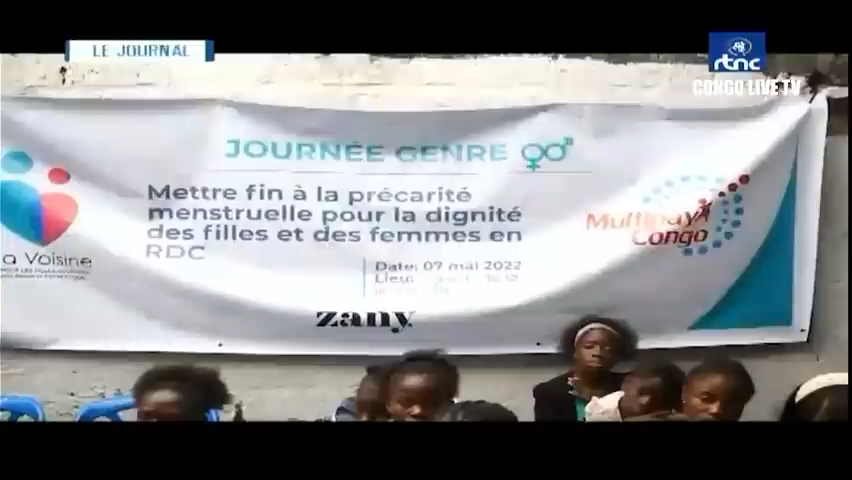 LE JOURNAL
rtnc
CONGO LIVE TV
JOURNÉE GENRE
Mettre fin à la précarité
menstruelle pour la dignité
des filles et des femmes en
RDC
a Voisine
Multipay
Congo
Date: 07 mai 2022
Lieu:
zany